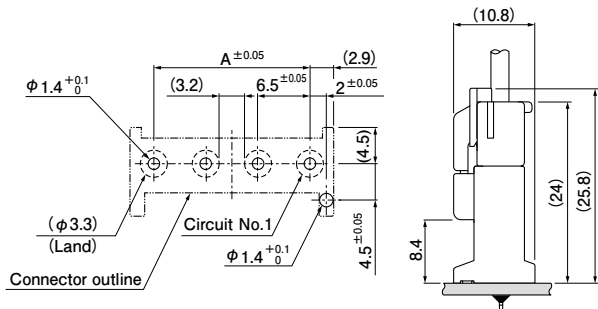 A±0.05
(2.9)
(10.8)
φ1.4 +0.1 0
(3.2)
6.5±0.05
2±0.05
(4.5)
(φ3.3)
(Land)
Circuit No.1
φ1.4 +0.1 0
4.5±0.05
Connector outline
8.4
(24)
(25.8)